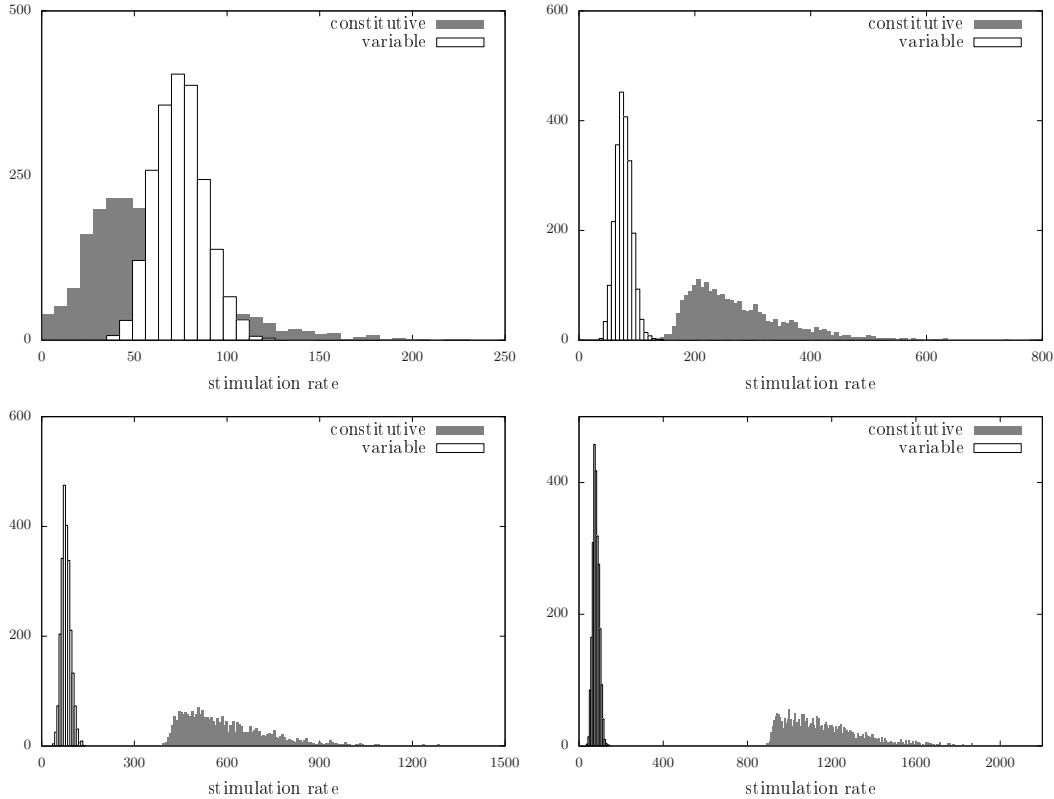 500
250
0
constitutive
variable
0 50 100 150 200 250
stimulation rate
600
400
200
0
constitutive
variable
0 200 400 600 800
stimulation rate
600
400
200
0
constitutive
variable
0 300 600 900 1200 1500
stimulation rate
400
200
0
constitutive
variable
0 400 800 1200 1600 2000
stimulation rate